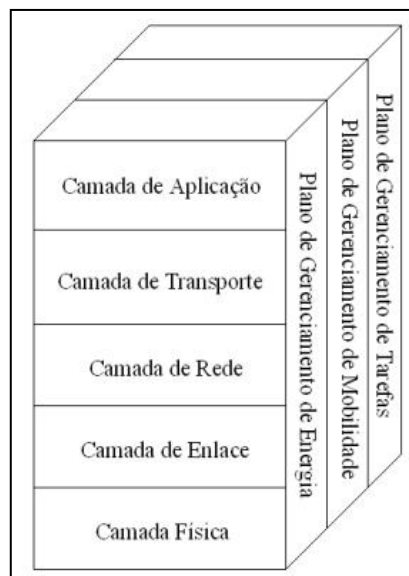 Camada de Aplicação
Camada de Transporte
Camada de Rede
Camada de Enlace
Camada Física
Plano de Gerenciamento de Energia
Plano de Gerenciamento de Mobilidade
Plano de Gerenciamento de Tarefas